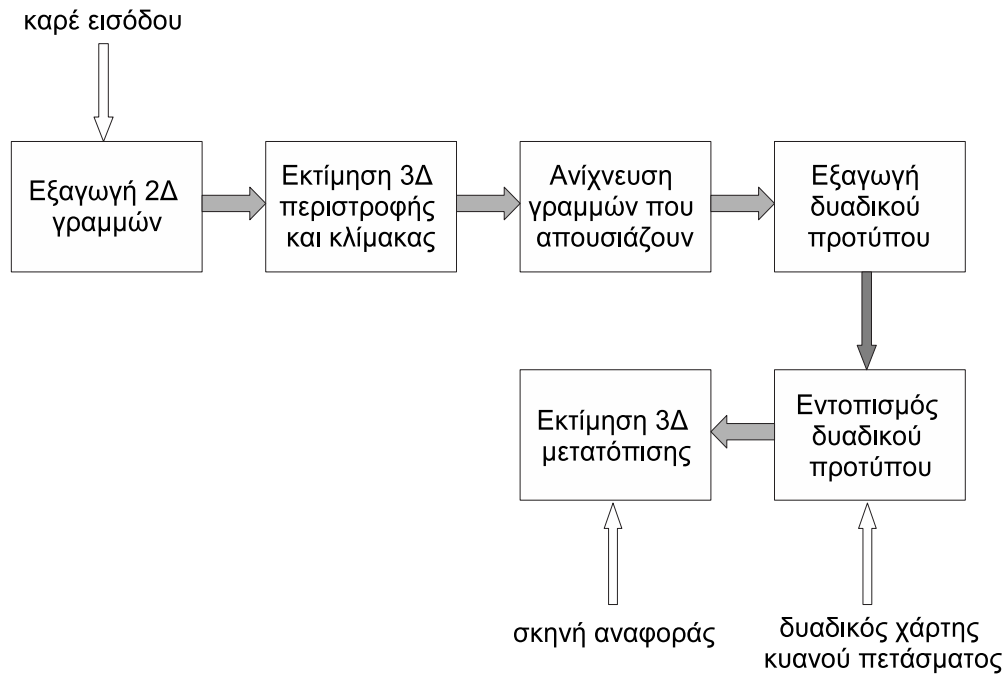 καρέ εισόδου
Εξαγωγή 2Δ
γραμμών
Εκτίμηση 3Δ
περιστροφής
και κλίμακας
Ανίχνευση
γραμμών που
απουσιάζουν
Εξαγωγή
δυαδικού
προτύπου
Εκτίμηση 3Δ
μετατόπισης
Εντοπισμός
δυαδικού
προτύπου
σκηνή αναφοράς
δυαδικός χάρτης
κυανού πετάσματος